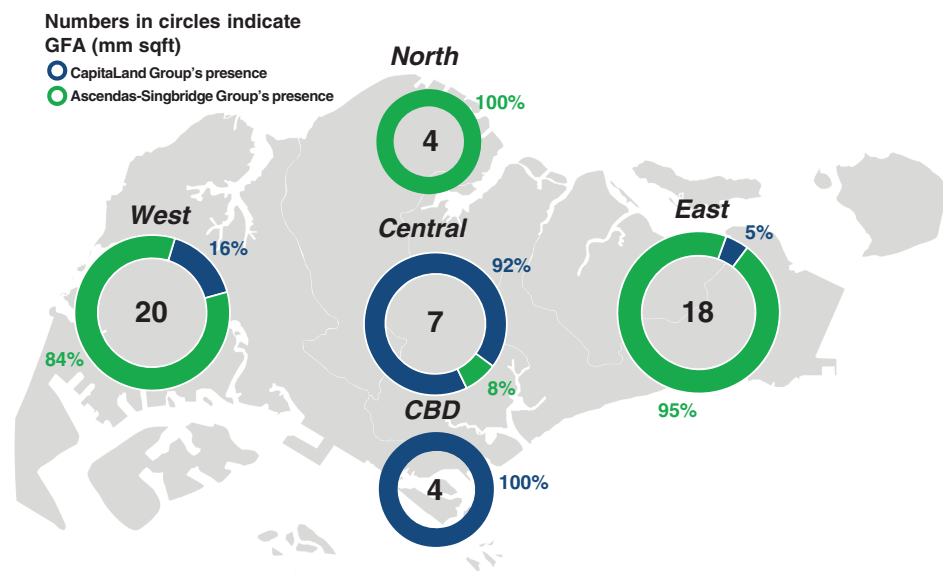 Numbers in circles indicate
GFA (mm sqft)
CapitaLand Group's presence
Ascendas-Singbridge Group's presence
North
100%
4
West
16%
20
84%
Central
92%
7
8%
East
5%
18
95%
CBD
100%
4